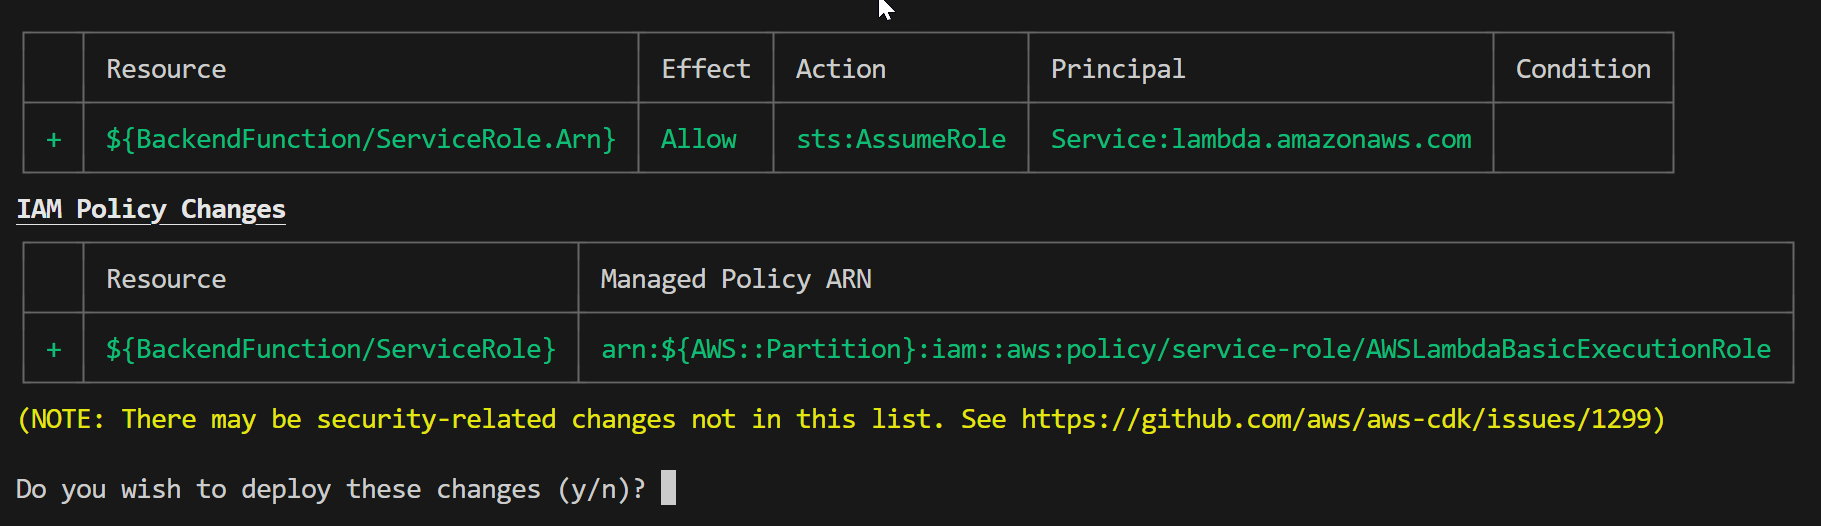 Resource Effect Action Principal Condition
+ ${BackendFunction/ServiceRole.Arn} Allow sts:AssumeRole Service:lambda.amazonaws.com
IAM Policy Changes
Resource Managed Policy ARN
+ ${BackendFunction/ServiceRole} arn:${AWS::Partition}:iam::aws:policy/service-role/AWSLambdaBasicExecutionRole
(NOTE: There may be security-related changes not in this list. See https://github.com/aws/aws-cdk/issues/1299)
Do you wish to deploy these changes (y/n)?